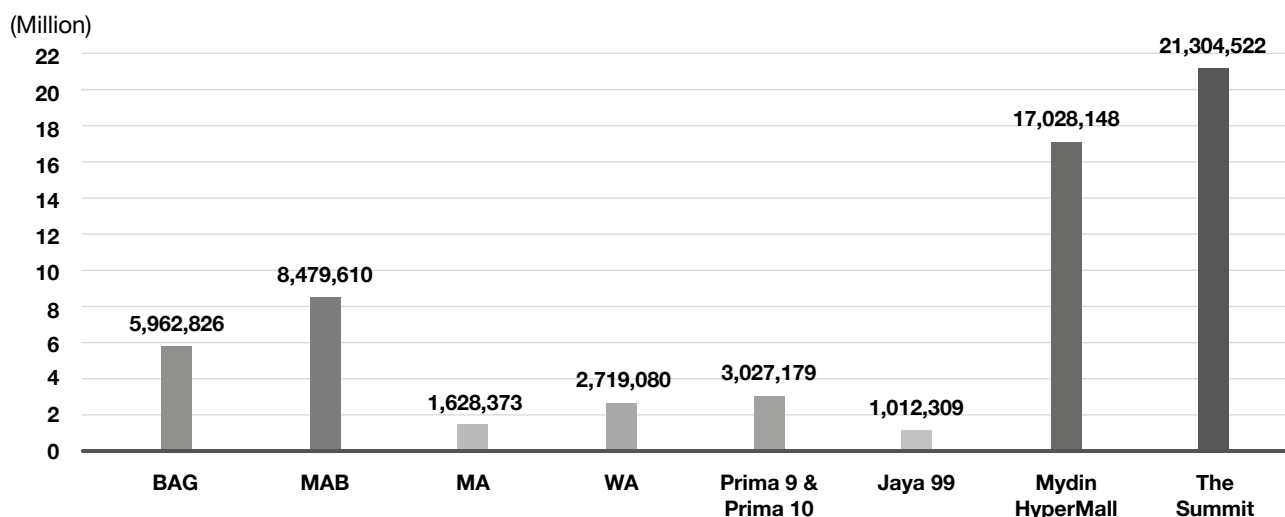 (Million)
22
20
18
16
14
12
10
8
6
4
2
0
5,962,826
8,479,610
1,628,373
2,719,080
3,027,179
1,012,309
17,028,148
21,304,522
BAG
MAB
MA
WA
Prima 9 &
Prima 10
Jaya 99
Mydin
HyperMall
The
Summit